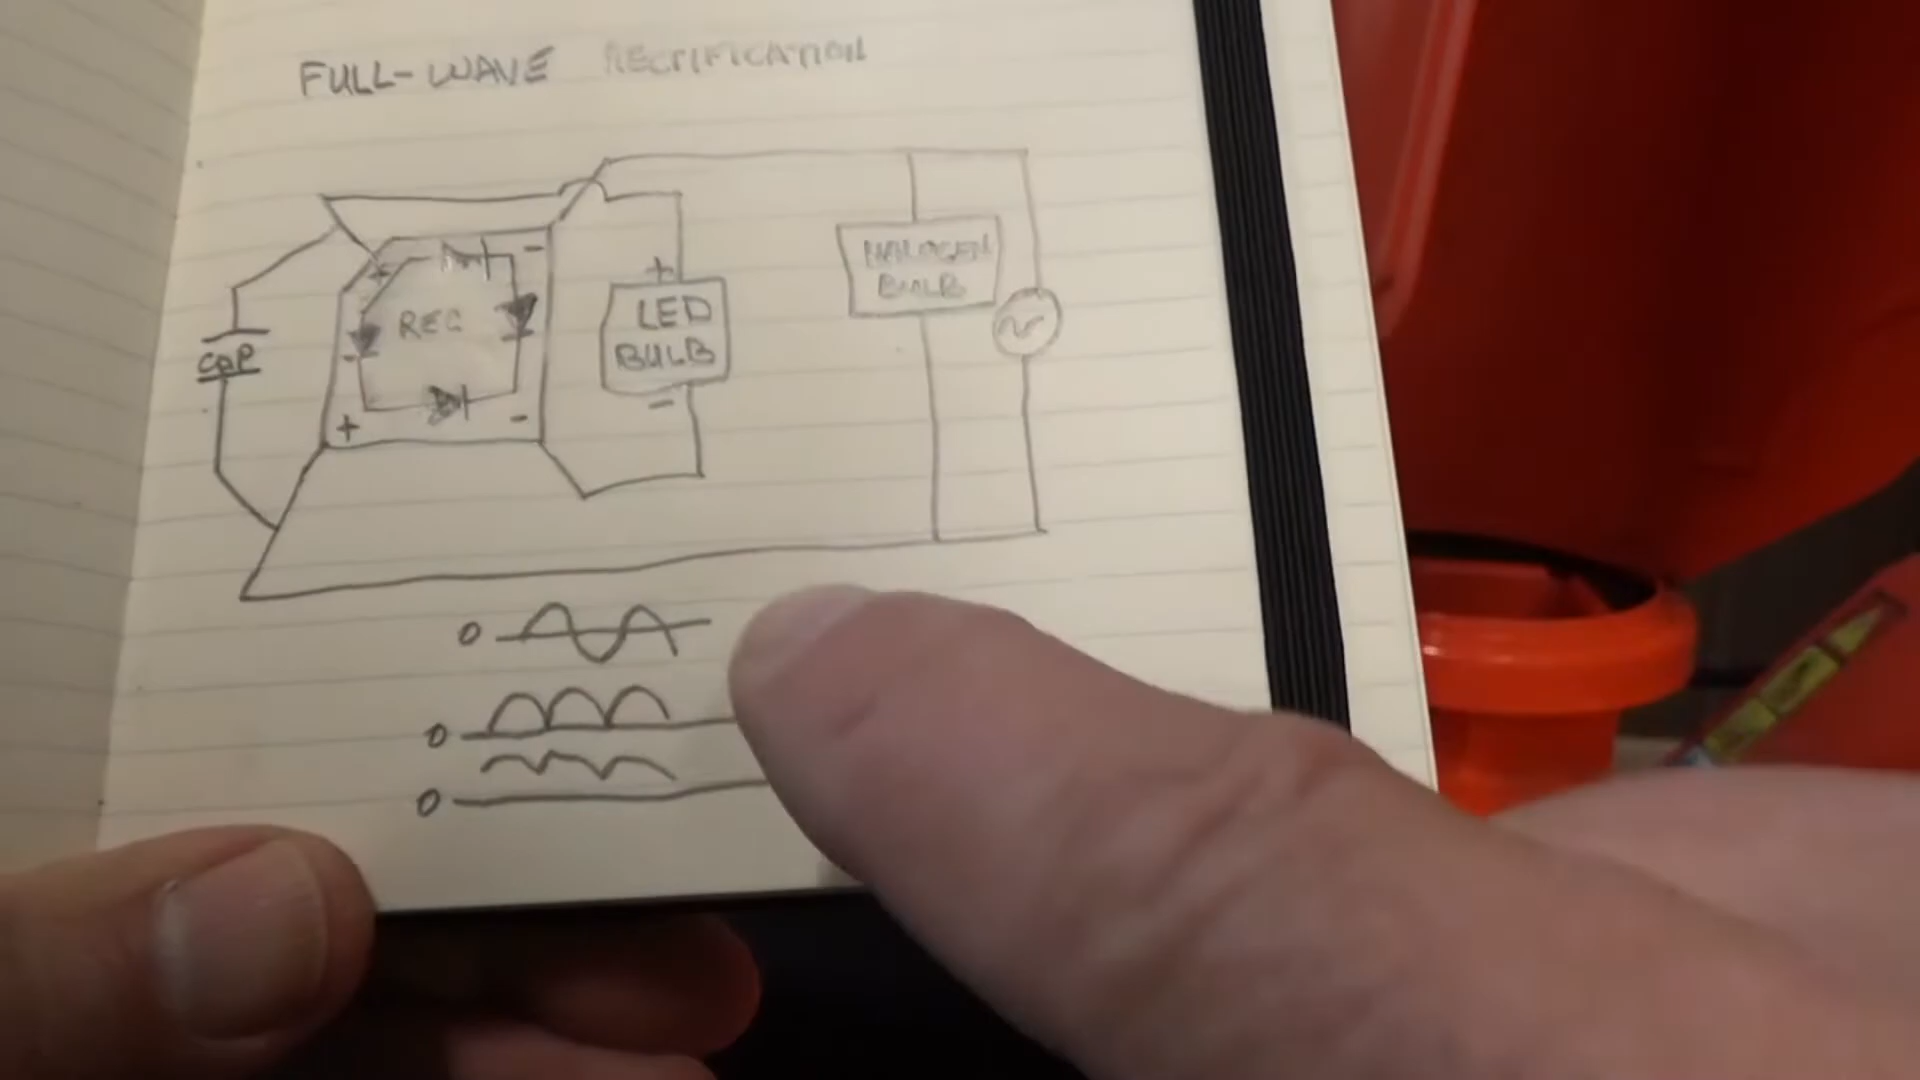 FULL-WAVE RECTIFICATION
+ -
REC
+ -
CAP
+
LED
BULB
-
HALOGEN
BULB
0
0
0